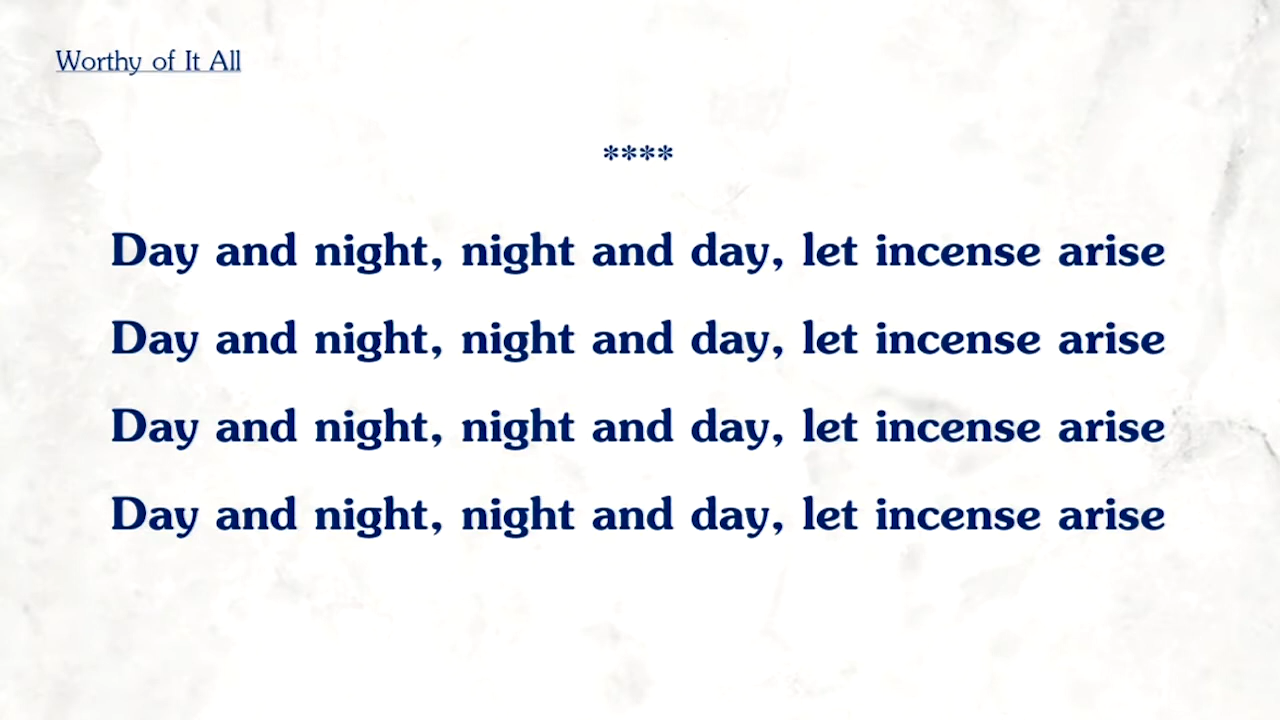 Worthy of It All
****
Day and night, night and day, let incense arise
Day and night, night and day, let incense arise
Day and night, night and day, let incense arise
Day and night, night and day, let incense arise